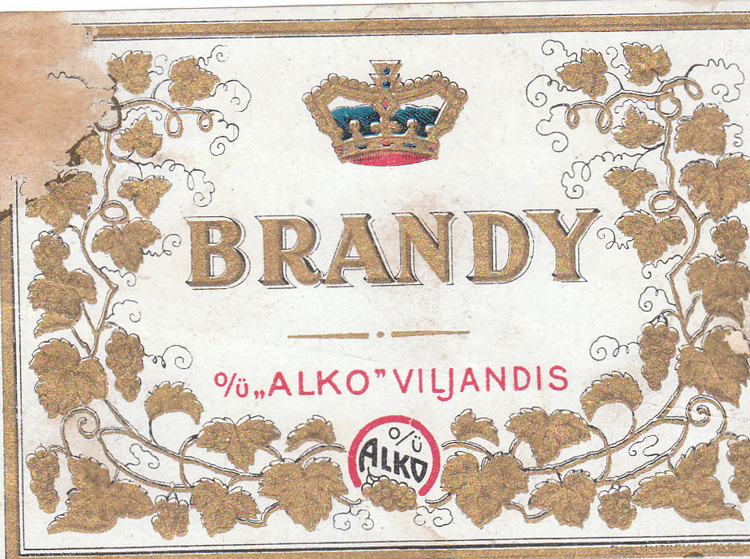 BRANDY
o/ü „ALKO” VILJANDIS
O/Ü
ALKO